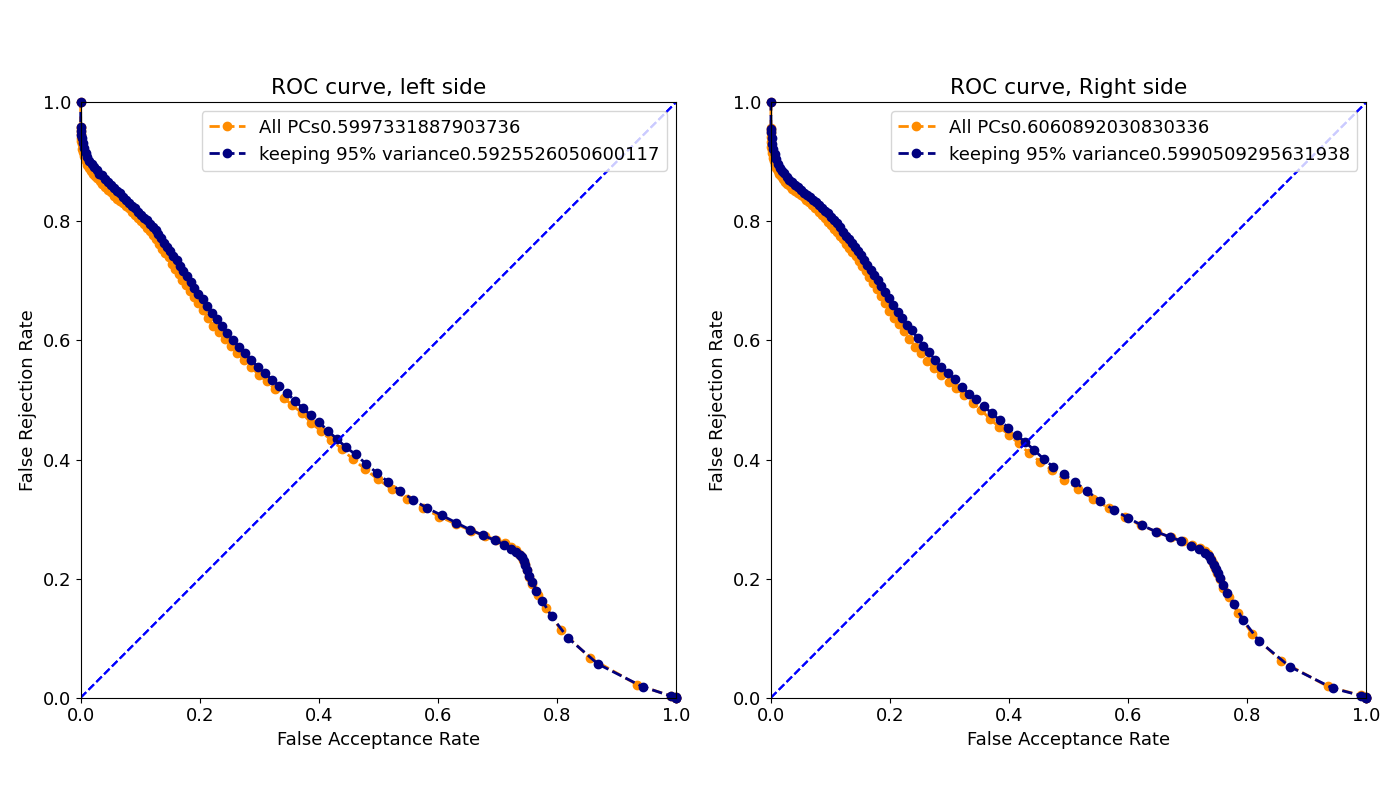 ROC curve, left side
All PCs0.5997331887903736
keeping 95% variance0.5925526050600117
1.0
0.8
0.6
0.4
0.2
0.0
False Rejection Rate
0.0 0.2 0.4 0.6 0.8 1.0
False Acceptance Rate
ROC curve, Right side
All PCs0.6060892030830336
keeping 95% variance0.5990509295631938
1.0
0.8
0.6
0.4
0.2
0.0
False Rejection Rate
0.0 0.2 0.4 0.6 0.8 1.0
False Acceptance Rate